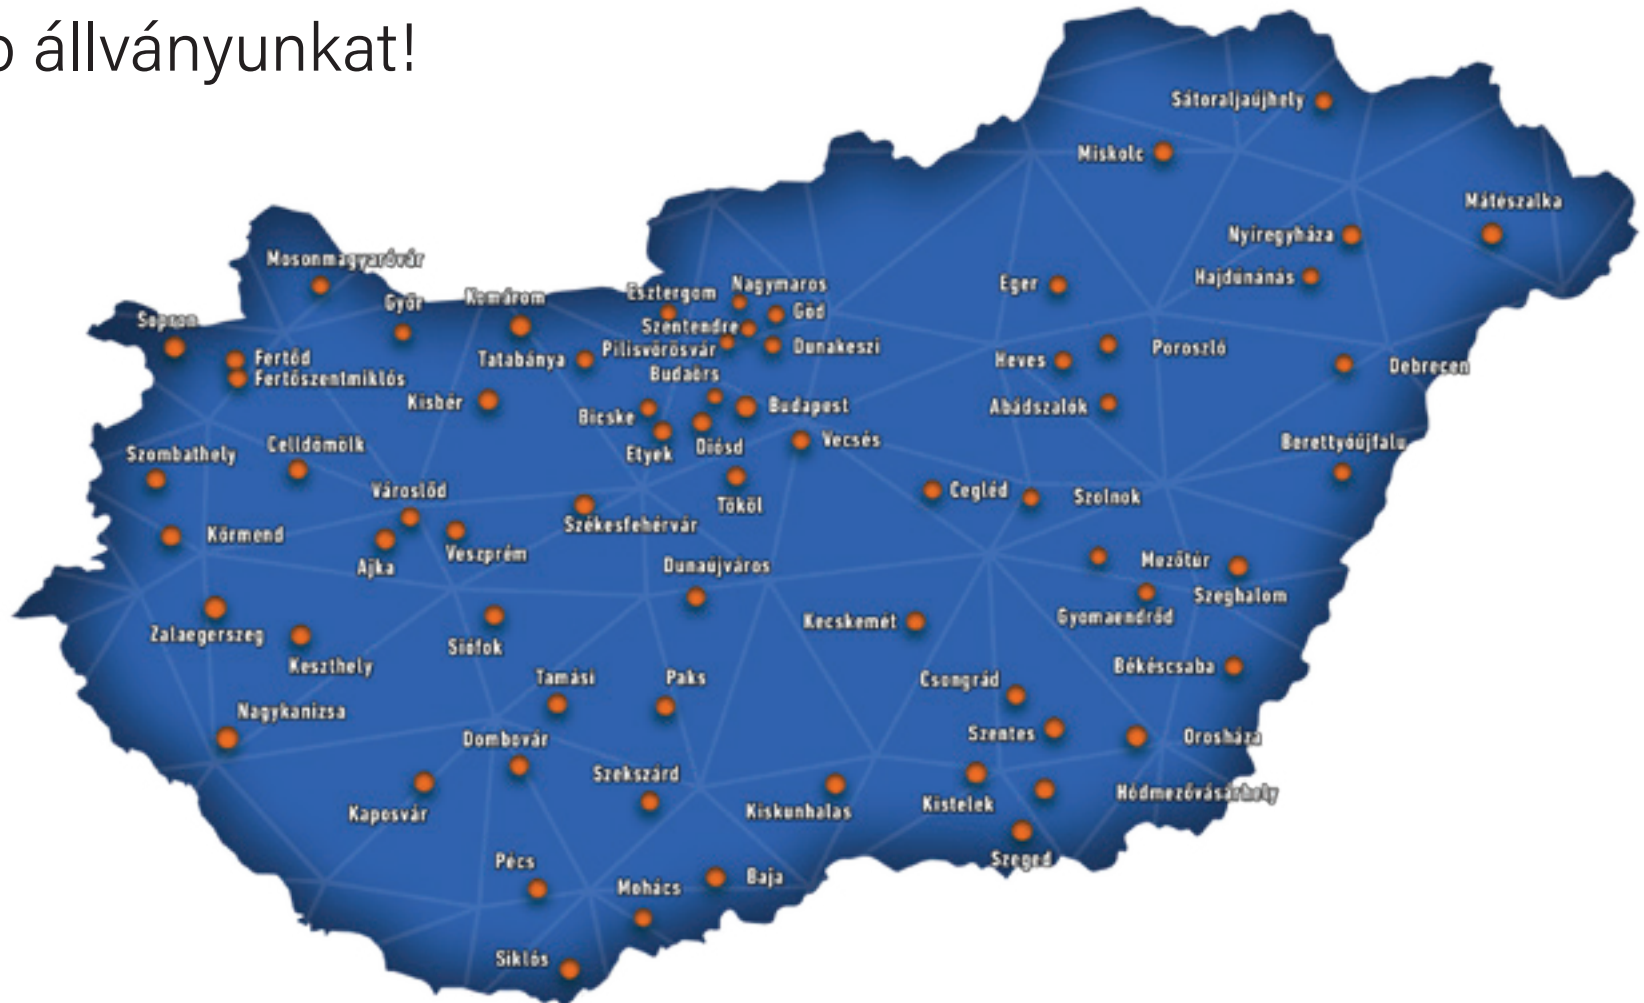 állványunkat!
Sátoraljaújhely
Miskolc
Mátészalka
Nyíregyháza
Hajdúnánás
Mosonmagyaróvár
Eger
Nagymaros
Esztergom
Komárom
Győr
Göd
Sopron
Szentendre
Dunakeszi
Pilisvörösvár
Poroszló
Fertőd
Tatabánya
Heves
Debrecen
Budaörs
Fertőszentmiklós
Kisbér
Budapest
Abádszalók
Bicske
Vecsés
Berettyóújfalu
Celldömölk
Diósd
Etyek
Szombathely
Városlőd
Cegléd
Szolnok
Tököl
Székesfehérvár
Körmend
Veszprém
Mezőtúr
Ajka
Dunaújváros
Szeghalom
Gyomaendrőd
Kecskemét
Zalaegerszeg
Siófok
Keszthely
Békéscsaba
Tamási
Paks
Csongrád
Nagykanizsa
Szentes
Orosháza
Dombovár
Szekszárd
Hódmezővásárhely
Kistelek
Kiskunhalas
Kaposvár
Szeged
Pécs
Baja
Mohács
Siklós